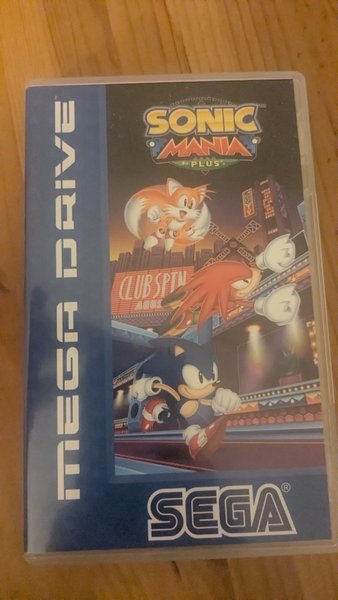 MEGA DRIVE
SONIC
MANIA
PLUS
CLUB SPIN
SEGA®